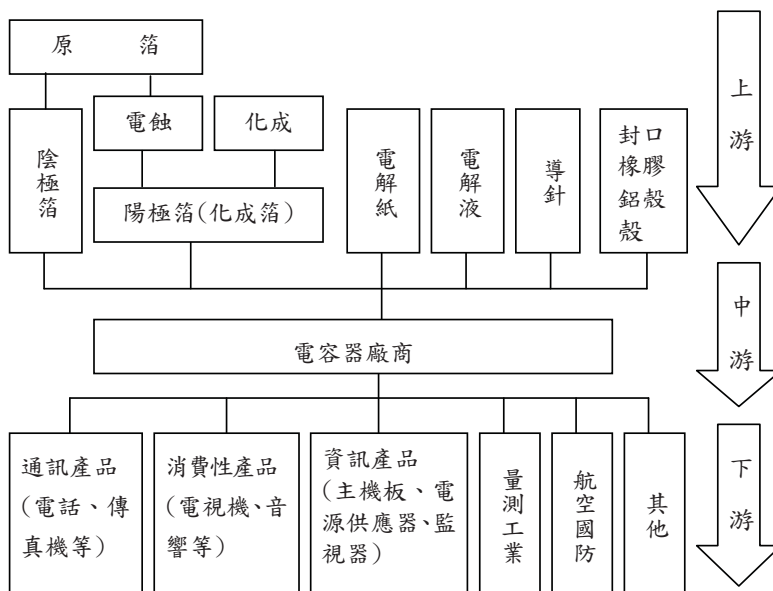 原 箔
電蝕
化成
陰極箔
陽極箔(化成箔)
電解紙
電解液
導針
封口
橡膠
鋁殼
殼
上游
中游
電容器廠商
通訊產品
(電話、傳
真機等)
消費性產品
(電視機、音
響等)
資訊產品
(主機板、電
源供應器、監
視器)
量測工業
航空國防
其他
下游